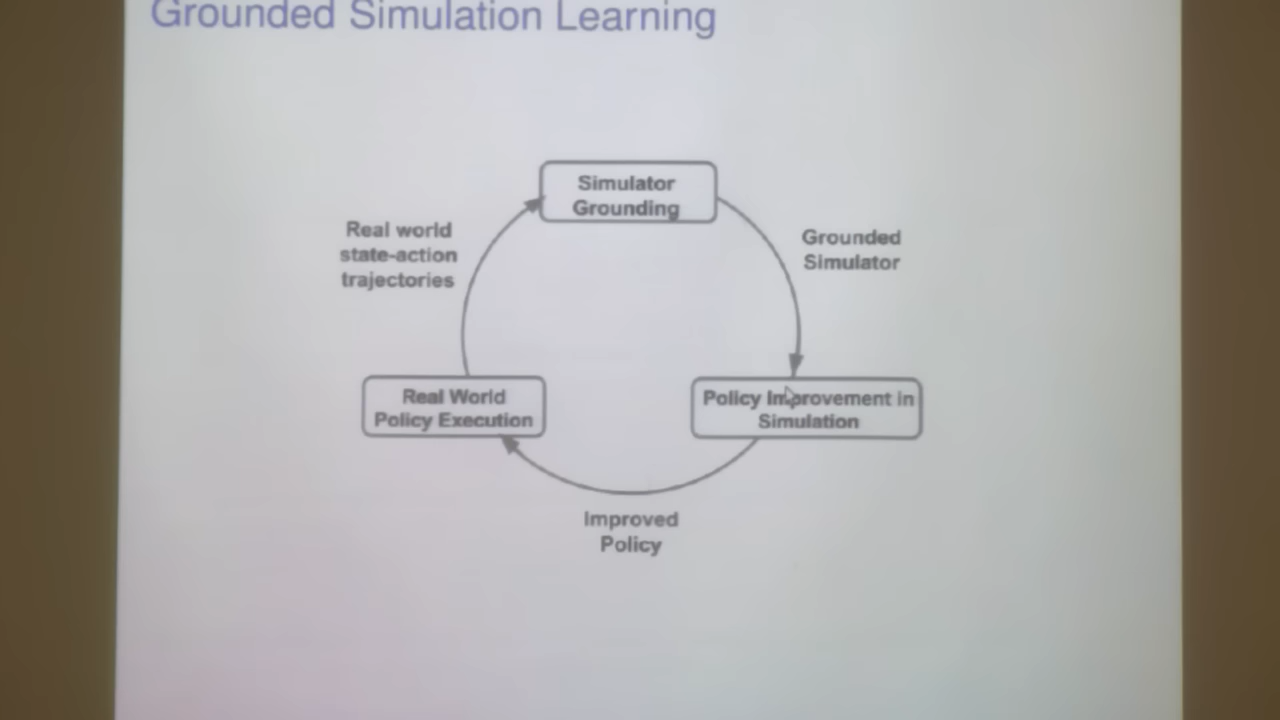 Grounded Simulation Learning
Simulator
Grounding
Real world
state-action
trajectories
Grounded
Simulator
Real World
Policy Execution
Policy Improvement in
Simulation
Improved
Policy